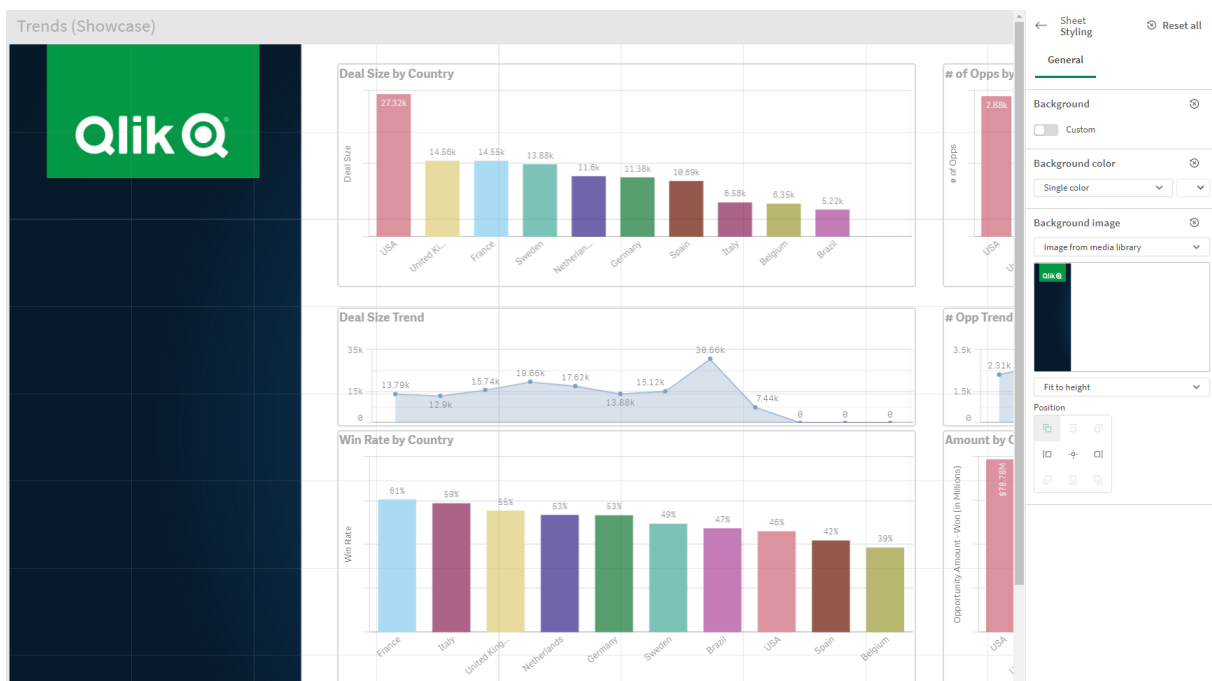 Trends (Showcase)
Qlik Q
Deal Size by Country
Deal Size
27.32k
14.56k
14.55k
13.88k
11.6k
11.38k
10.69k
6.58k
6.35k
5.22k
USA
United Ki...
France
Sweden
Netherlan...
Germany
Spain
Italy
Belgium
Brazil
# of Opps by
# of Opps
2.88k
USA
Deal Size Trend
35k
15k
0
13.79k
12.9k
15.74k
19.66k
17.62k
13.88k
15.12k
30.66k
7.44k
0
0
0
# Opp Trend
3.5k
1.5k
0
2.31k
Win Rate by Country
Win Rate
61%
59%
55%
53%
53%
49%
47%
46%
42%
39%
France
Italy
United King...
Netherlands
Germany
Sweden
Brazil
USA
Spain
Belgium
Amount by C
Opportunity Amount - Won (in Millions)
$78.78M
USA
Sheet
Styling
Reset all
General
Background
Custom
Background color
Single color
Background image
Image from media library
Qlik Q
Fit to height
Position